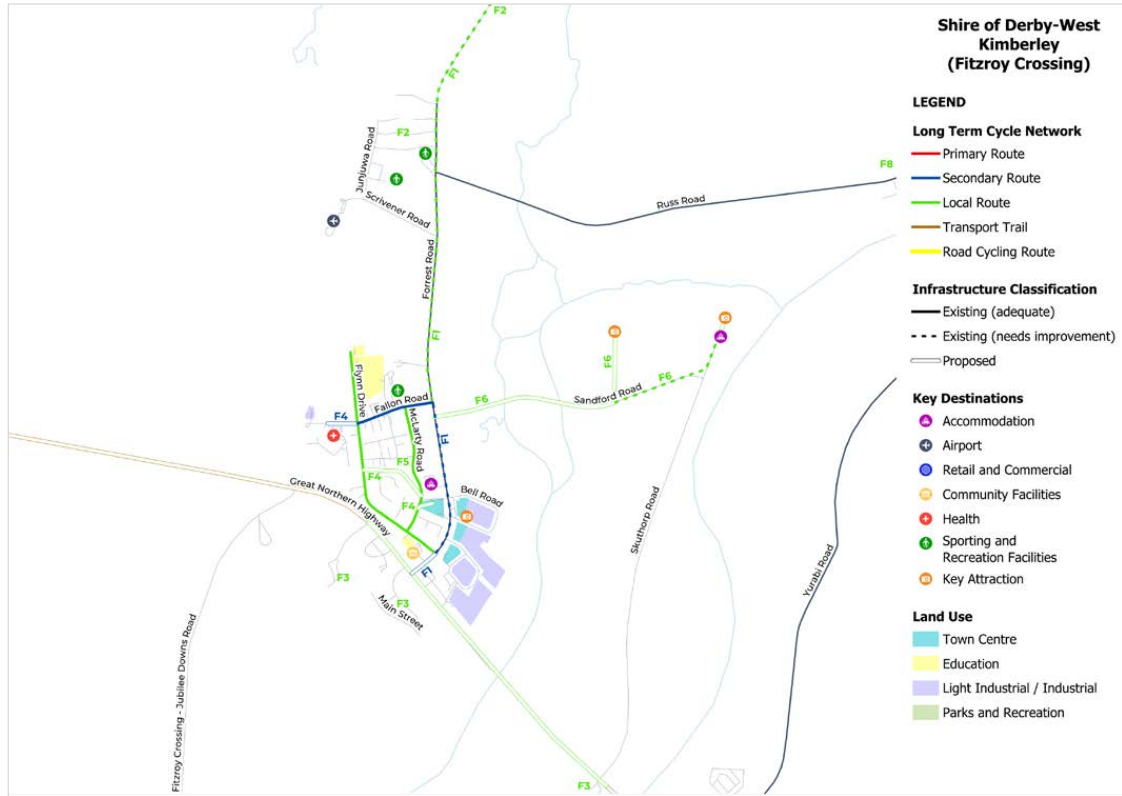 Shire of Derby-West
Kimberley
(Fitzroy Crossing)
LEGEND
Long Term Cycle Network
Primary Route
Secondary Route
Local Route
Transport Trail
Road Cycling Route
Infrastructure Classification
Existing (adequate)
Existing (needs improvement)
Proposed
Key Destinations
Accommodation
Airport
Retail and Commercial
Community Facilities
Health
Sporting and
Recreation Facilities
Key Attraction
Land Use
Town Centre
Education
Light Industrial / Industrial
Parks and Recreation
F2
F1
F2
Junjuwa Road
F8
Russ Road
Scrivener Road
Forrest Road
F1
F6
F6
Sandford Road
F6
Flynn Drive
Fallon Road
F4
McLarty Road
F1
F5
F4
Bell Road
F4
Great Northern Highway
Skuthorp Road
Yurabi Road
F1
F3
F3
Main Street
Fitzroy Crossing - Jubilee Downs Road
F3